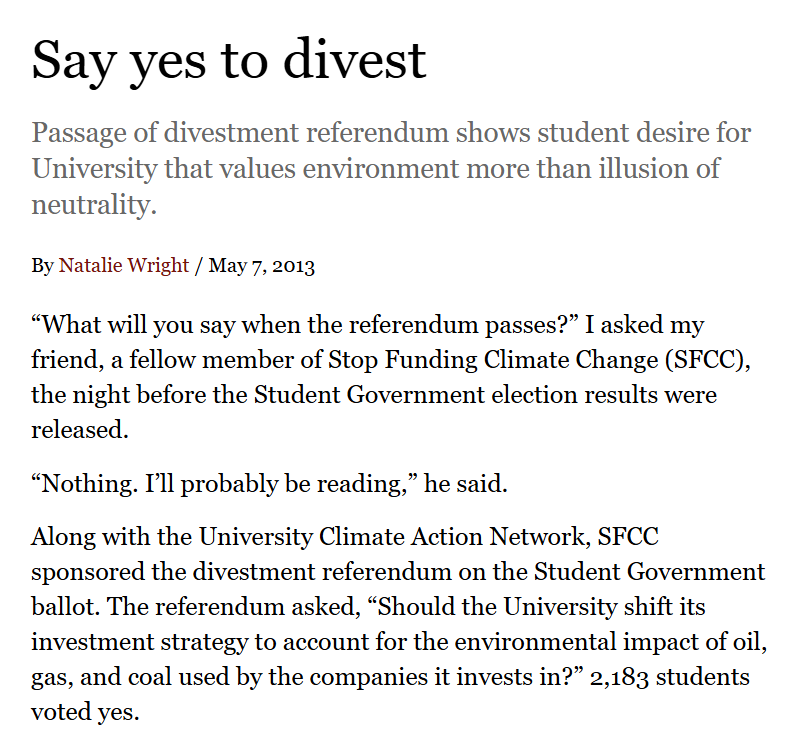 Say yes to divest
Passage of divestment referendum shows student desire for
University that values environment more than illusion of
neutrality.
By Natalie Wright / May 7, 2013
“What will you say when the referendum passes?” I asked my
friend, a fellow member of Stop Funding Climate Change (SFCC),
the night before the Student Government election results were
released.
“Nothing. I’ll probably be reading,” he said.
Along with the University Climate Action Network, SFCC
sponsored the divestment referendum on the Student Government
ballot. The referendum asked, “Should the University shift its
investment strategy to account for the environmental impact of oil,
gas, and coal used by the companies it invests in?” 2,183 students
voted yes.